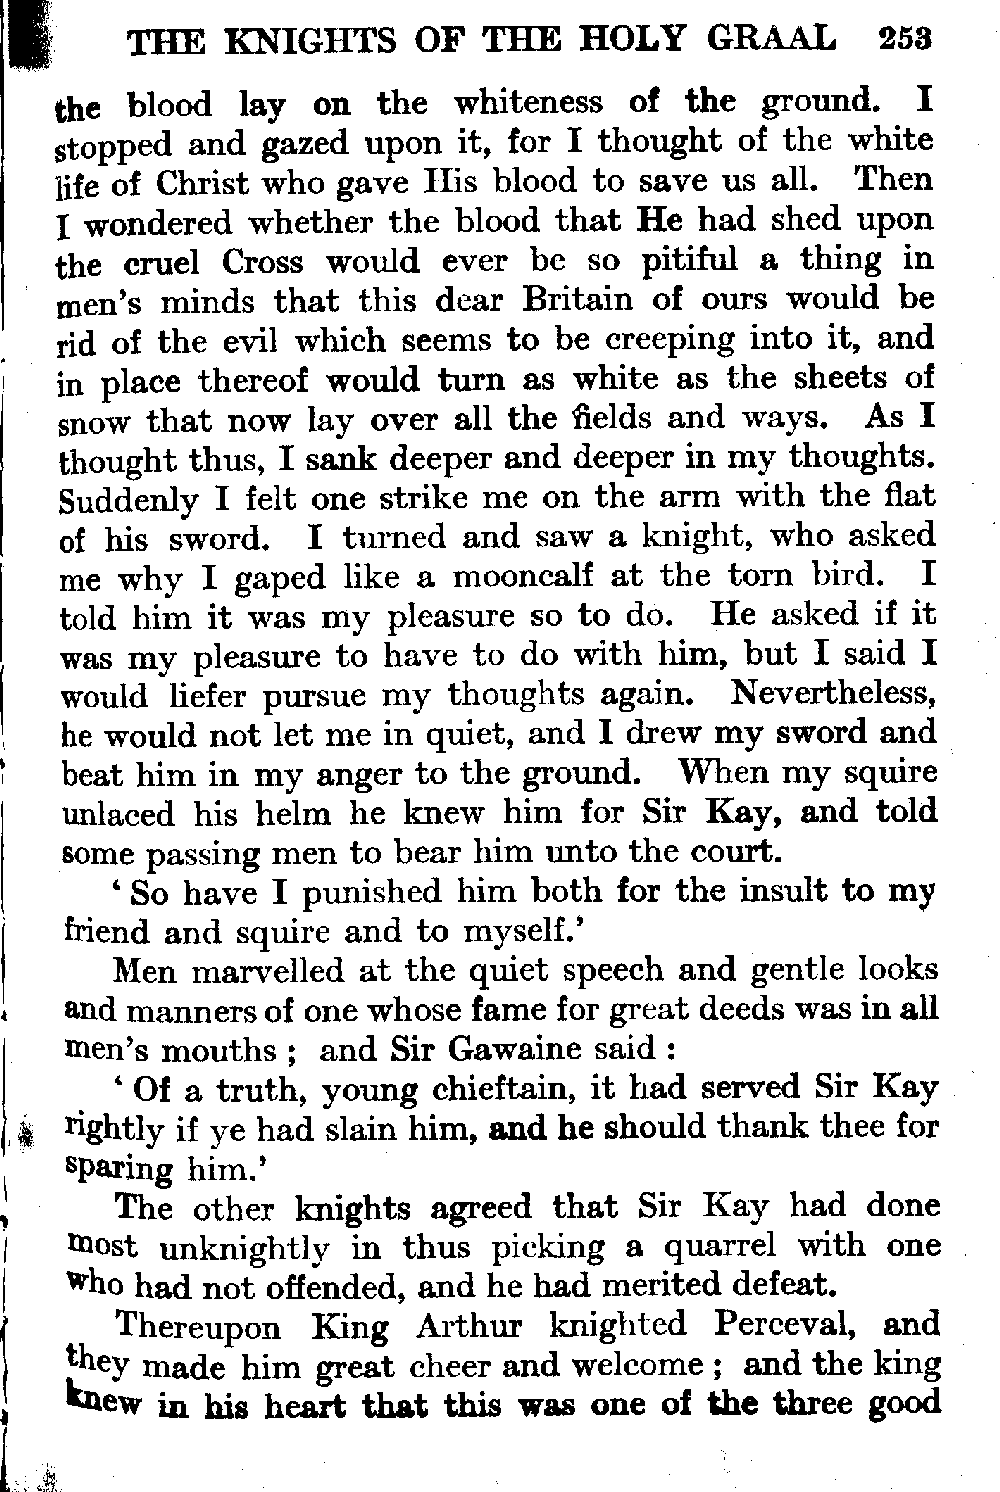 THE KNIGHTS OF THE HOLY GRAAL 253
the blood lay on the whiteness of the ground. I
stopped and gazed upon it, for I thought of the white
life of Christ who gave His blood to save us all. Then
I wondered whether the blood that He had shed upon
the cruel Cross would ever be so pitiful a thing in
men's minds that this dear Britain of ours would be
rid of the evil which seems to be creeping into it, and
in place thereof would turn as white as the sheets of
snow that now lay over all the fields and ways. As I
thought thus, I sank deeper and deeper in my thoughts.
Suddenly I felt one strike me on the arm with the flat
of his sword. I turned and saw a knight, who asked
me why I gaped like a mooncalf at the torn bird. I
told him it was my pleasure so to do. He asked if it
was my pleasure to have to do with him, but I said I
would liefer pursue my thoughts again. Nevertheless,
he would not let me in quiet, and I drew my sword and
beat him in my anger to the ground. When my squire
unlaced his helm he knew him for Sir Kay, and told
some passing men to bear him unto the court.
‘So have I punished him both for the insult to my
friend and squire and to myself.’
Men marvelled at the quiet speech and gentle looks
and manners of one whose fame for great deeds was in all
men's mouths ; and Sir Gawaine said :
‘Of a truth, young chieftain, it had served Sir Kay
rightly if ye had slain him, and he should thank thee for
sparing him.’
The other knights agreed that Sir Kay had done
most unknightly in thus picking a quarrel with one
who had not offended, and he had merited defeat.
Thereupon King Arthur knighted Perceval, and
they made him great cheer and welcome ; and the king
knew in his heart that this was one of the three good